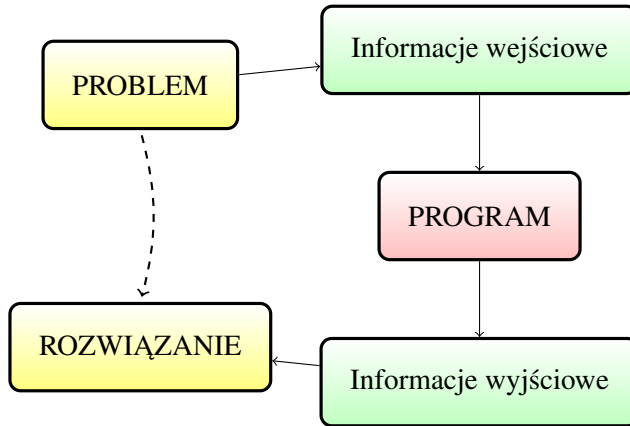 Informacje wejściowe
PROBLEM
PROGRAM
ROZWIĄZANIE
Informacje wyjściowe